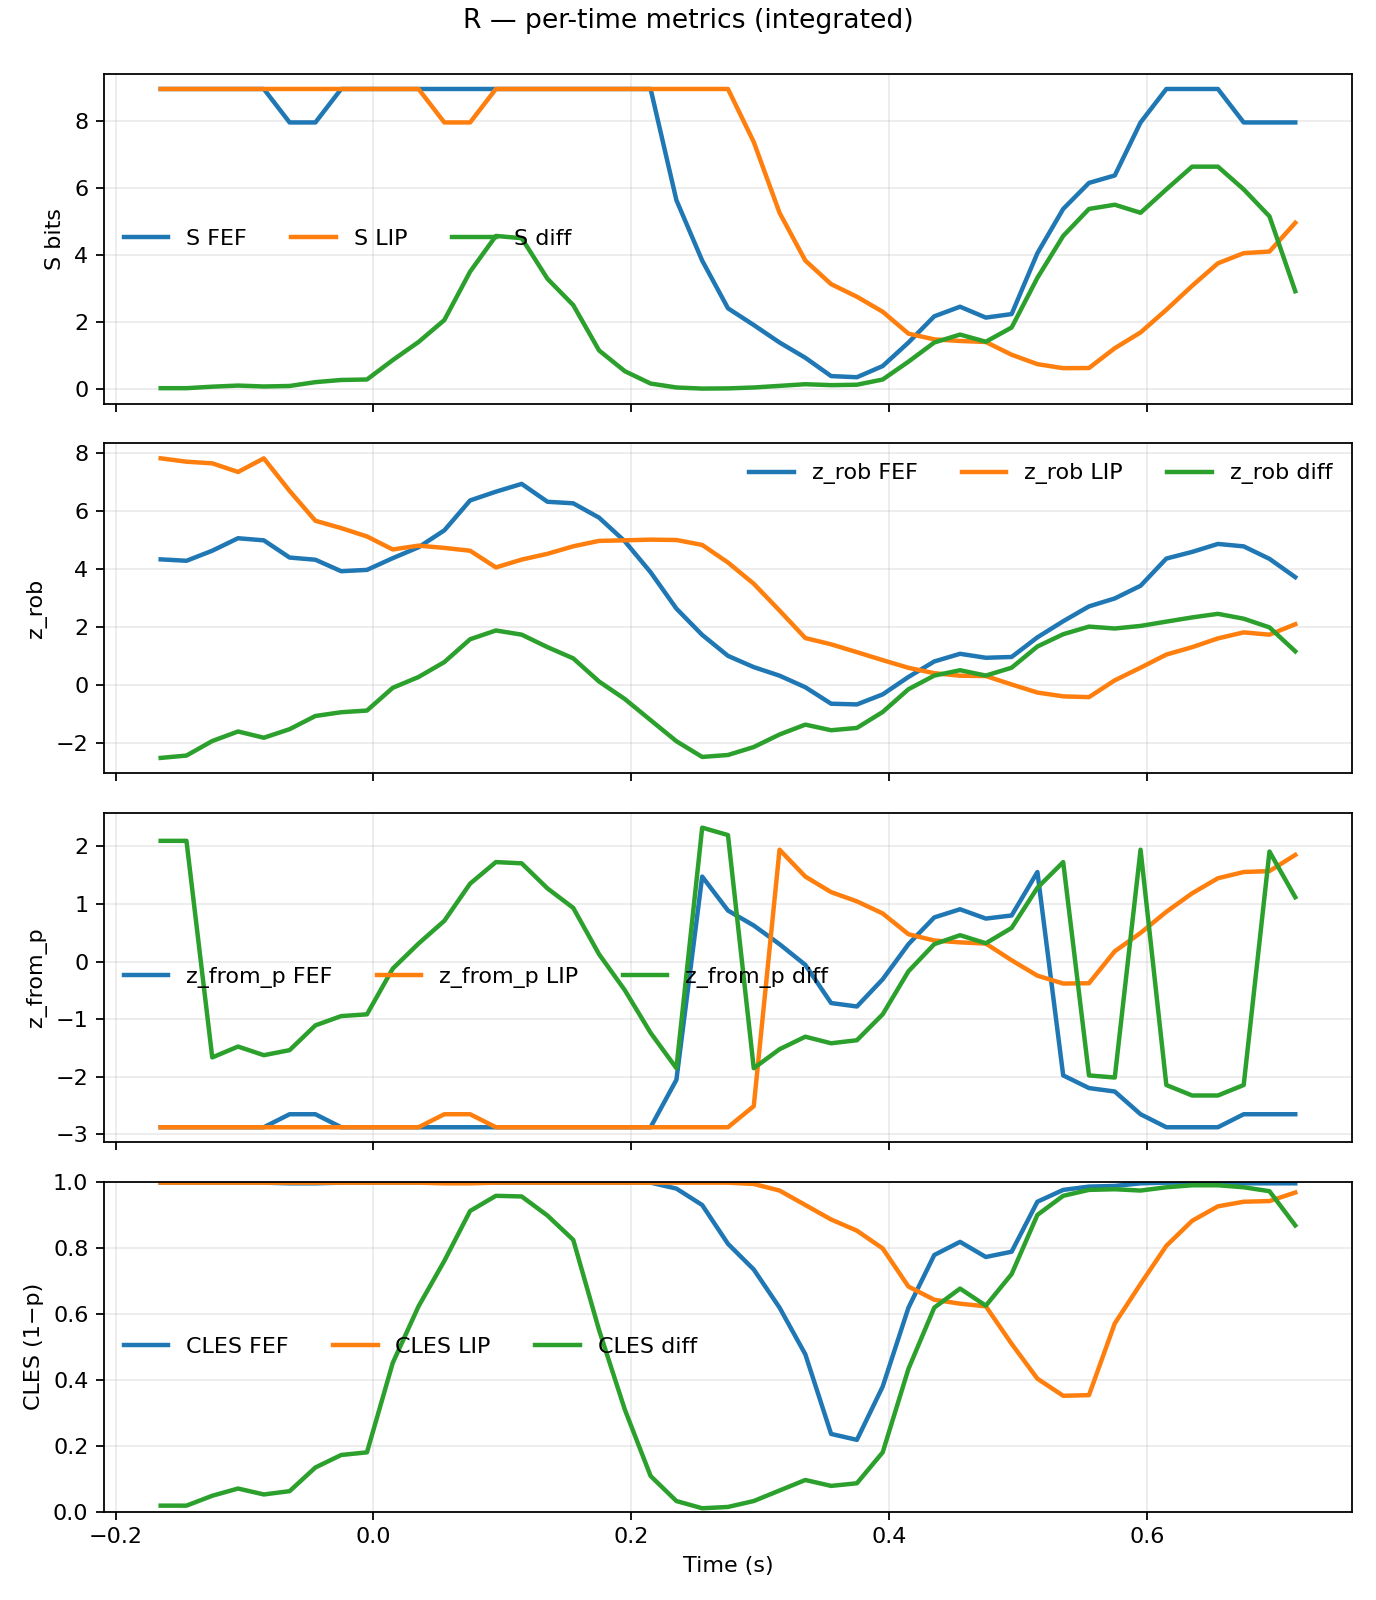 R — per-time metrics (integrated)
8
6
4
2
0
S bits
S FEF
S LIP
S diff
8
6
4
2
0
−2
z_rob
z_rob FEF
z_rob LIP
z_rob diff
2
1
0
−1
−2
−3
z_from_p
z_from_p FEF
z_from_p LIP
z_from_p diff
1.0
0.8
0.6
0.4
0.2
0.0
CLES (1−p)
CLES FEF
CLES LIP
CLES diff
−0.2
0.0
0.2
0.4
0.6
Time (s)